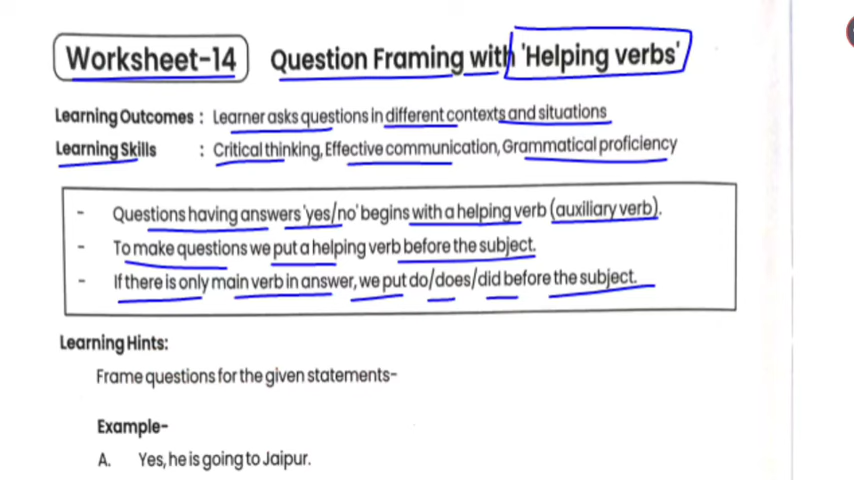 Worksheet-14 Question Framing with 'Helping verbs'
Learning Outcomes : Learner asks questions in different contexts and situations
Learning Skills : Critical thinking, Effective communication, Grammatical proficiency
- Questions having answers 'yes/no' begins with a helping verb (auxiliary verb).
- To make questions we put a helping verb before the subject.
- If there is only main verb in answer, we put do/does/did before the subject.
Learning Hints:
Frame questions for the given statements-
Example-
A. Yes, he is going to Jaipur.